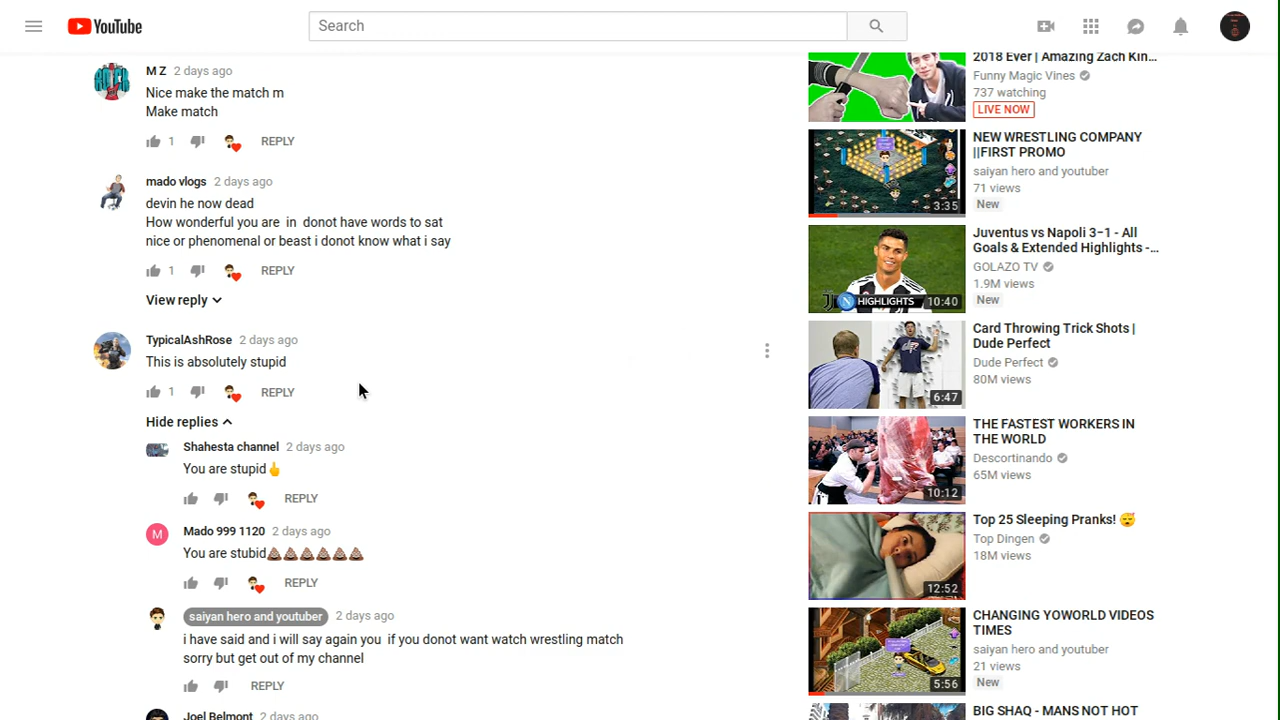 YouTube
Search
M Z 2 days ago
Nice make the match m
Make match
1 REPLY
mado vlogs 2 days ago
devin he now dead
How wonderful you are in donot have words to sat
nice or phenomenal or beast i donot know what i say
1 REPLY
View reply
TypicalAshRose 2 days ago
This is absolutely stupid
1 REPLY
Hide replies
Shahesta channel 2 days ago
You are stupid👆
REPLY
M
Mado 999 1120 2 days ago
You are stubid💩💩💩💩💩💩
REPLY
saiyan hero and youtuber 2 days ago
i have said and i will say again you if you donot want watch wrestling match
sorry but get out of my channel
REPLY
Joel Belmont 2 days ago
2018 Ever | Amazing Zach Kin...
Funny Magic Vines
737 watching
LIVE NOW
3:35
NEW WRESTLING COMPANY
||FIRST PROMO
saiyan hero and youtuber
71 views
New
HIGHLIGHTS 10:40
Juventus vs Napoli 3-1 - All
Goals & Extended Highlights -...
GOLAZO TV
1.9M views
New
6:47
Card Throwing Trick Shots |
Dude Perfect
Dude Perfect
80M views
10:12
THE FASTEST WORKERS IN
THE WORLD
Descortinando
65M views
12:52
Top 25 Sleeping Pranks! 😴
Top Dingen
18M views
5:56
CHANGING YOWORLD VIDEOS
TIMES
saiyan hero and youtuber
21 views
New
BIG SHAQ - MANS NOT HOT